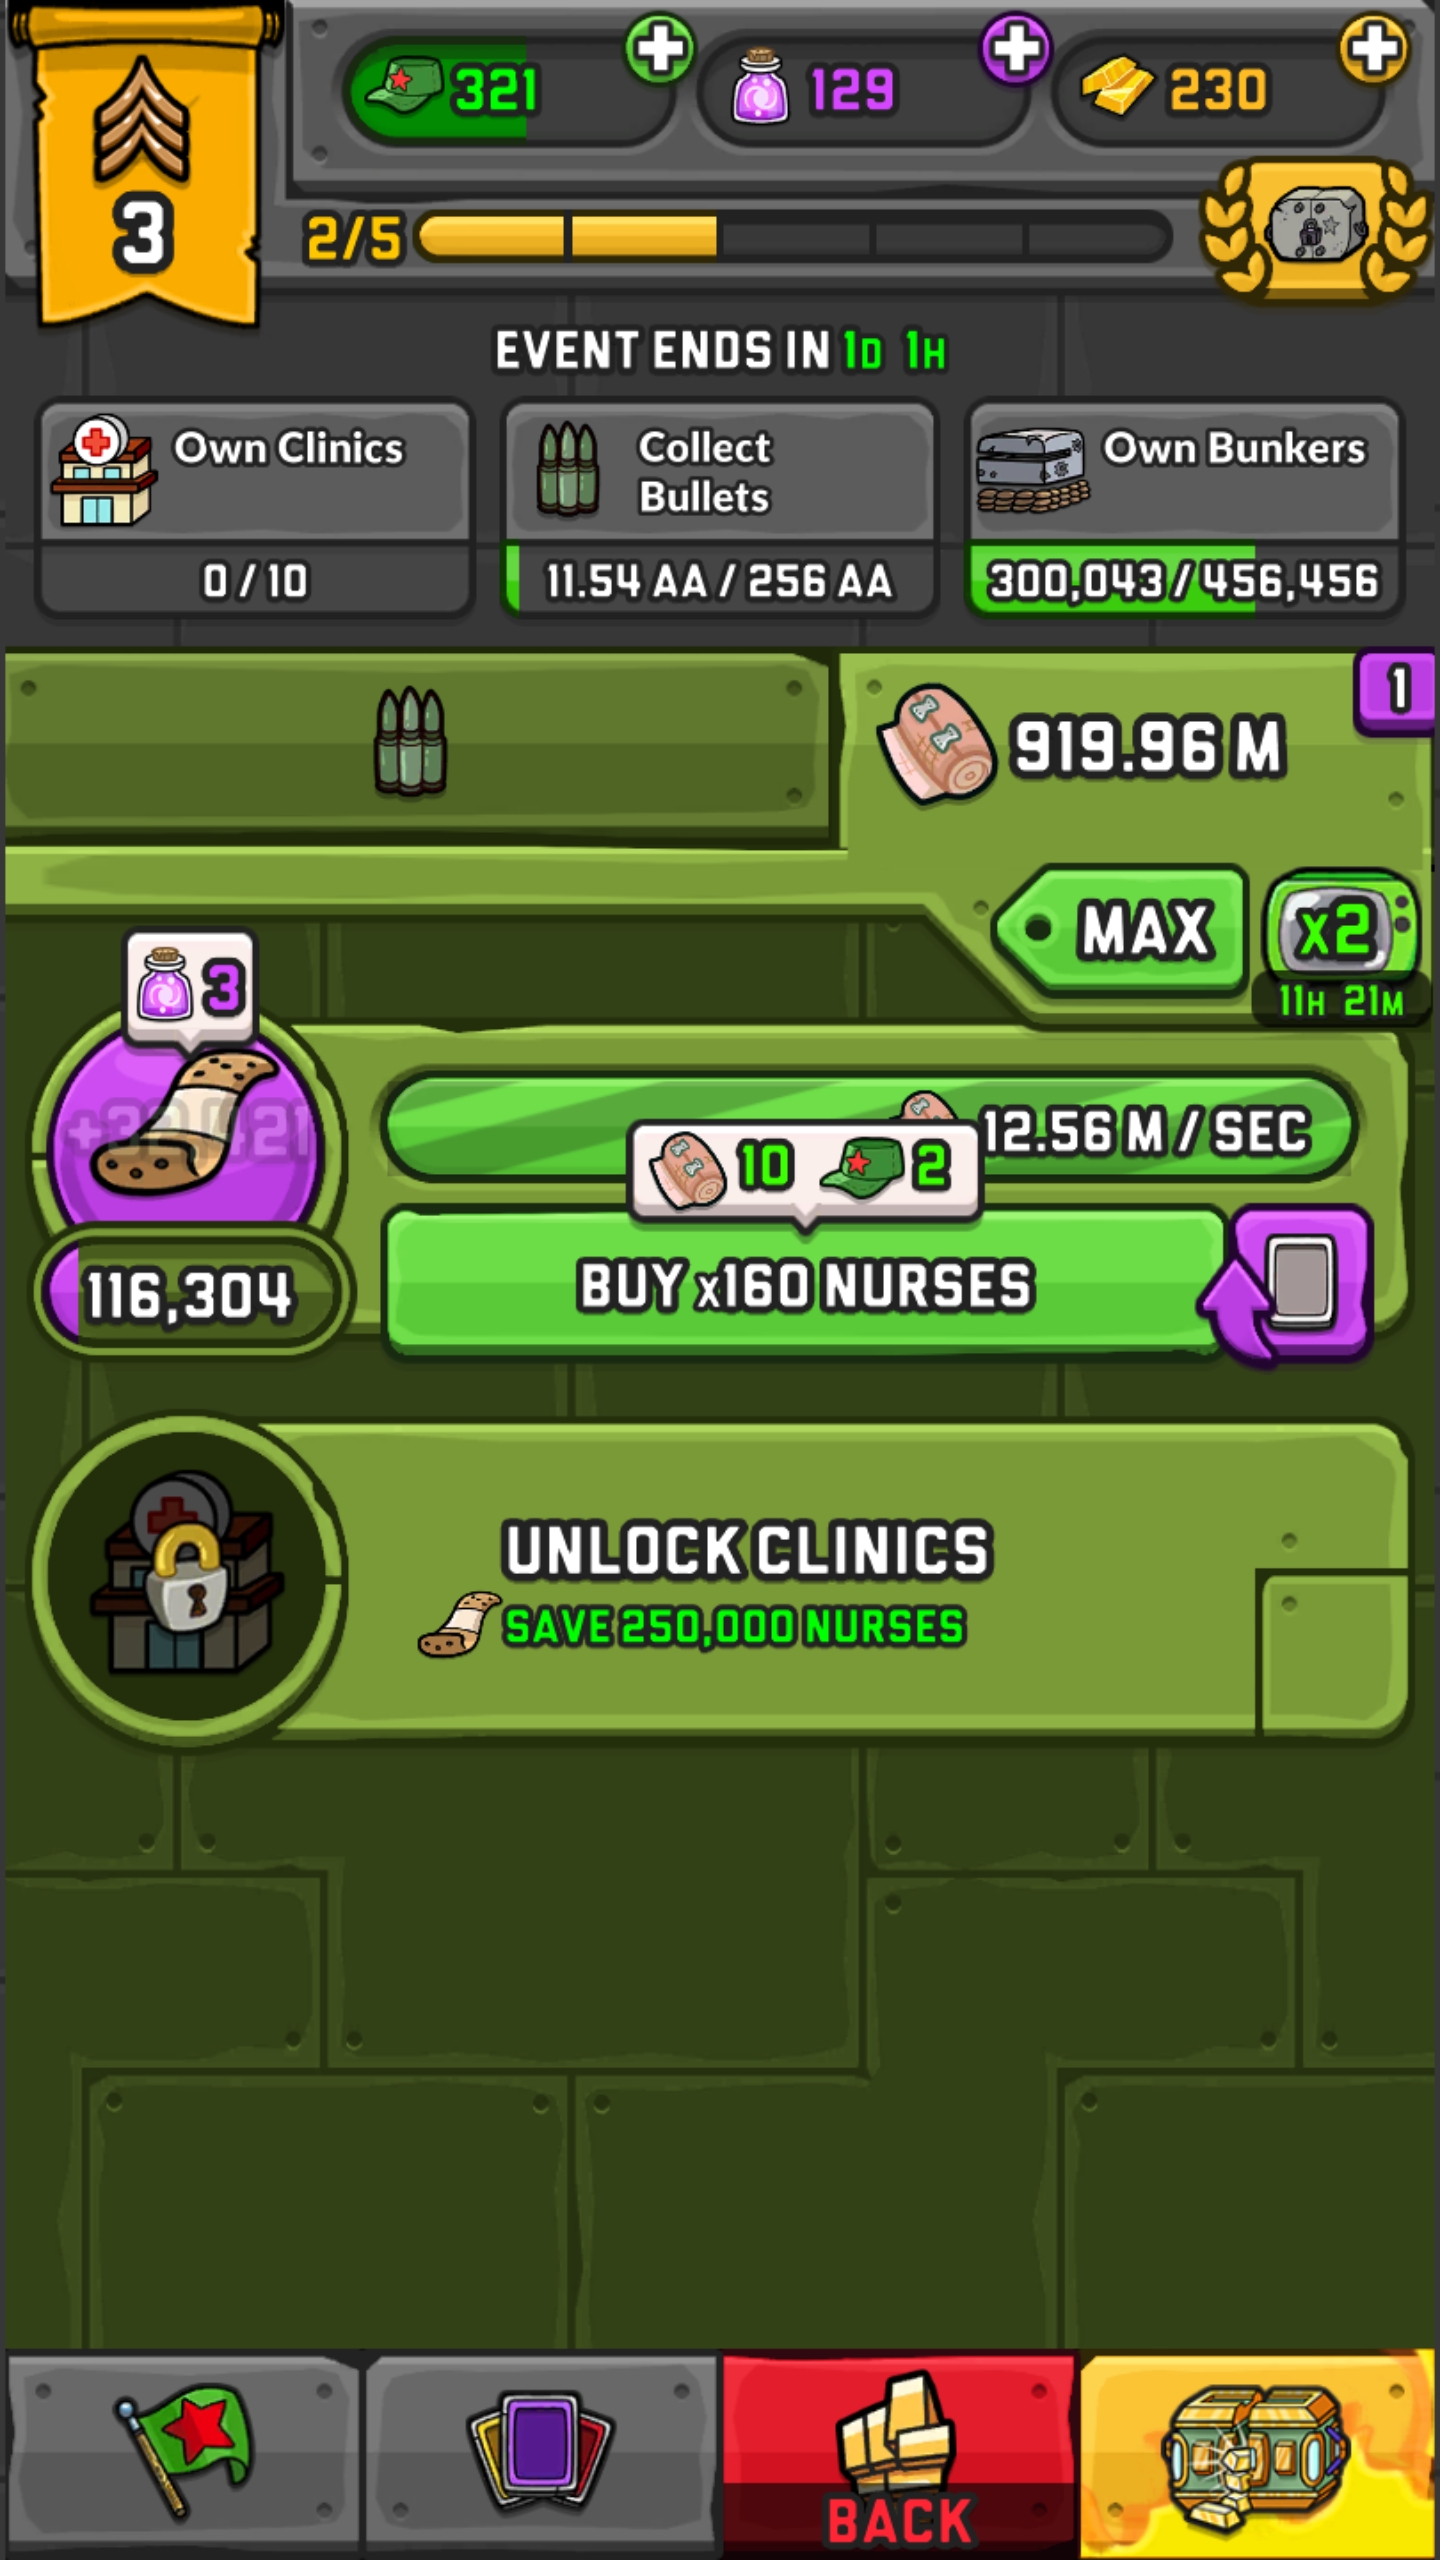 321
129
230
3
2/5
EVENT ENDS IN 1D 1H
Own Clinics
0 / 10
Collect
Bullets
11.54 AA / 256 AA
Own Bunkers
300,043 / 456,456
919.96 M
1
MAX
x2
11H 21M
3
12.56 M / SEC
10
2
116,304
BUY x160 NURSES
UNLOCK CLINICS
SAVE 250,000 NURSES
BACK